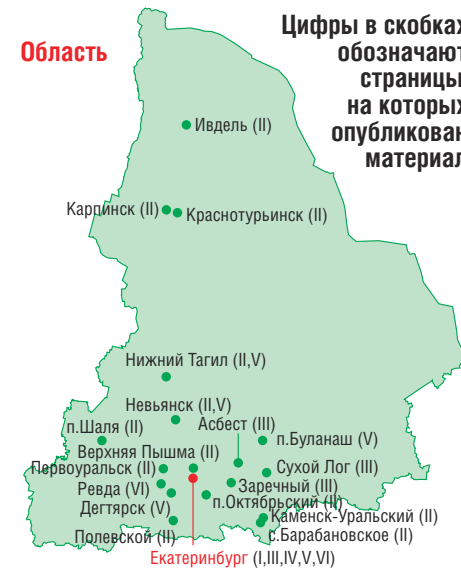 Область
Цифры в скобках
обозначают
страницы,
на которых
опубликован
материал
Ивдель (II)
Карпинск (II)
Краснотурьинск (II)
Нижний Тагил (II,V)
Невьянск (II,V)
Асбест (III)
п.Шаля (II)
п.Буланаш (V)
Верхняя Пышма (II)
Первоуральск (II)
Сухой Лог (III)
Ревда (VI)
Заречный (III)
Дегтярск (V)
п.Октябрьский (II)
Каменск-Уральский (II)
Полевской (II)
с.Барабановское (II)
Екатеринбург (I,III,IV,V,VI)